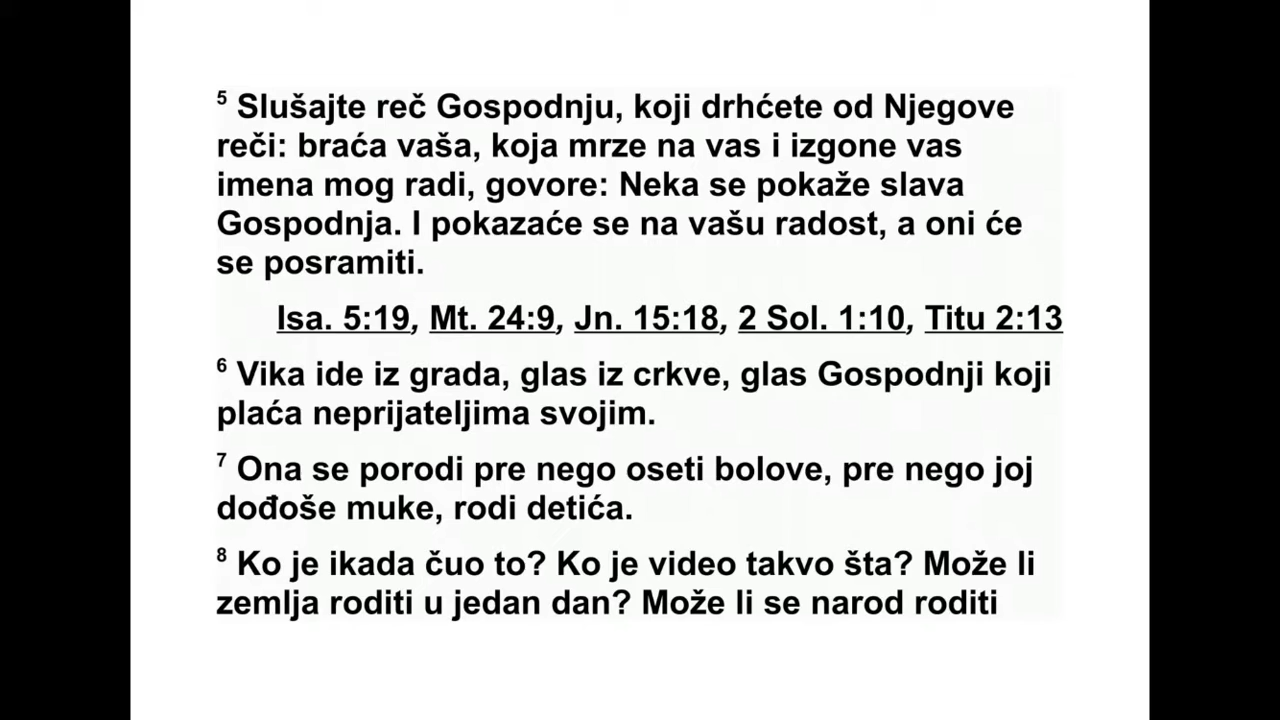 5 Slušajte reč Gospodnju, koji drhćete od Njegove
reči: braća vaša, koja mrze na vas i izgone vas
imena mog radi, govore: Neka se pokaže slava
Gospodnja. I pokazaće se na vašu radost, a oni će
se posramiti.
Isa. 5:19, Mt. 24:9, Jn. 15:18, 2 Sol. 1:10, Titu 2:13
6 Vika ide iz grada, glas iz crkve, glas Gospodnji koji
plaća neprijateljima svojim.
7 Ona se porodi pre nego oseti bolove, pre nego joj
dođoše muke, rodi detića.
8 Ko je ikada čuo to? Ko je video takvo šta? Može li
zemlja roditi u jedan dan? Može li se narod roditi